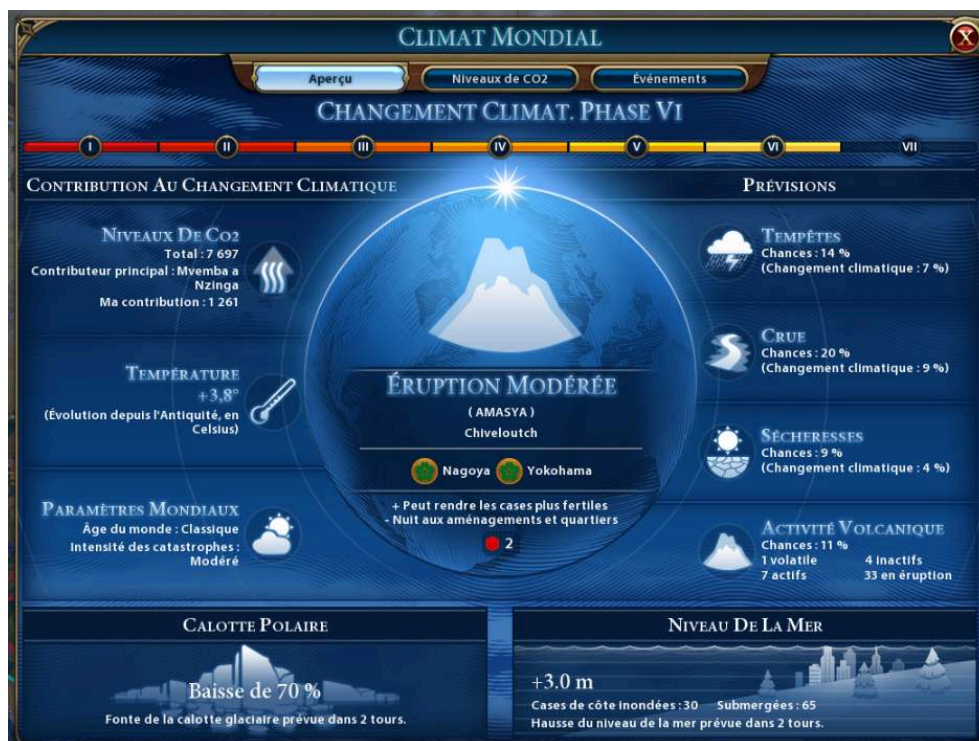 CLIMAT MONDIAL
X
Aperçu
Niveaux de CO2
Événements
CHANGEMENT CLIMAT. PHASE VI
I
II
III
IV
V
VI
VII
CONTRIBUTION AU CHANGEMENT CLIMATIQUE
NIVEAUX DE CO2
Total : 7 697
Contributeur principal : Mvemba a
Nzinga
Ma contribution : 1 261
TEMPÉRATURE
+3,8°
(Évolution depuis l'Antiquité, en
Celsius)
PARAMÈTRES MONDIAUX
Âge du monde : Classique
Intensité des catastrophes :
Modéré
ÉRUPTION MODÉRÉE
( AMASYA )
Chiveloutch
Nagoya
Yokohama
+ Peut rendre les cases plus fertiles
- Nuit aux aménagements et quartiers
2
PRÉVISIONS
TEMPÊTES
Chances : 14 %
(Changement climatique : 7 %)
CRUE
Chances : 20 %
(Changement climatique : 9 %)
SÉCHERESSES
Chances : 9 %
(Changement climatique : 4 %)
ACTIVITÉ VOLCANIQUE
Chances : 11 %
1 volatile 4 inactifs
7 actifs 33 en éruption
CALOTTE POLAIRE
Baisse de 70 %
Fonte de la calotte glaciaire prévue dans 2 tours.
NIVEAU DE LA MER
+3.0 m
Cases de côte inondées : 30 Submergées : 65
Hausse du niveau de la mer prévue dans 2 tours.